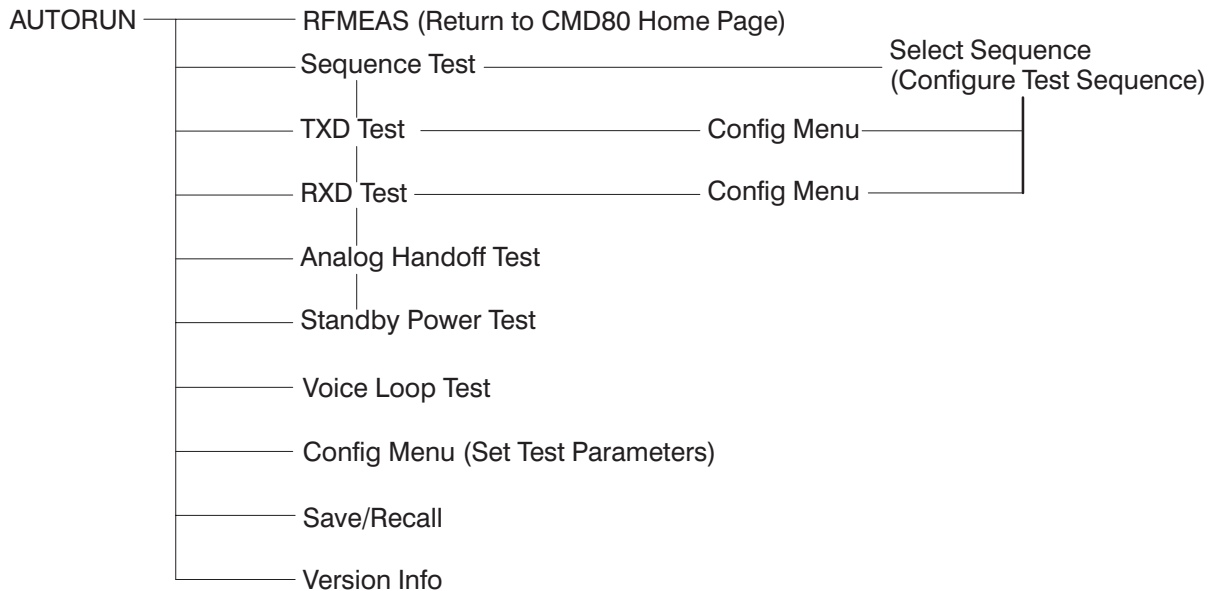 AUTORUN
RFMEAS (Return to CMD80 Home Page)
Sequence Test
Select Sequence
(Configure Test Sequence)
TXD Test
Config Menu
RXD Test
Config Menu
Analog Handoff Test
Standby Power Test
Voice Loop Test
Config Menu (Set Test Parameters)
Save/Recall
Version Info